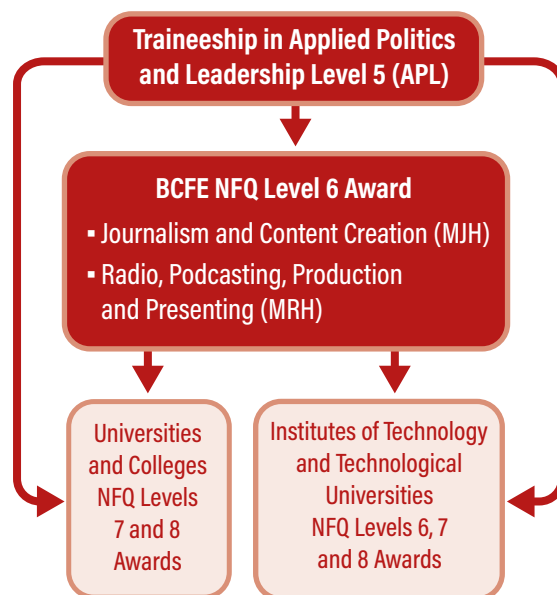 Traineeship in Applied Politics
and Leadership Level 5 (APL)
BCFE NFQ Level 6 Award
▪ Journalism and Content Creation (MJH)
▪ Radio, Podcasting, Production
and Presenting (MRH)
Universities
and Colleges
NFQ Levels
7 and 8
Awards
Institutes of Technology
and Technological
Universities
NFQ Levels 6, 7
and 8 Awards